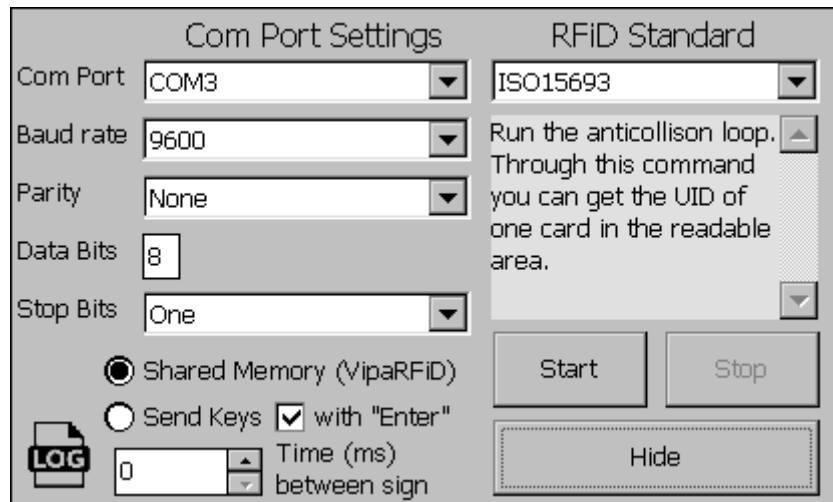 Com Port Settings
RFiD Standard
Com Port
COM3
ISO15693
Baud rate
9600
Run the anticollison loop.
Through this command
you can get the UID of
one card in the readable
area.
Parity
None
Data Bits
8
Stop Bits
One
Shared Memory (VipaRFiD)
Start
Stop
Send Keys
with "Enter"
LOG
0
Time (ms)
between sign
Hide